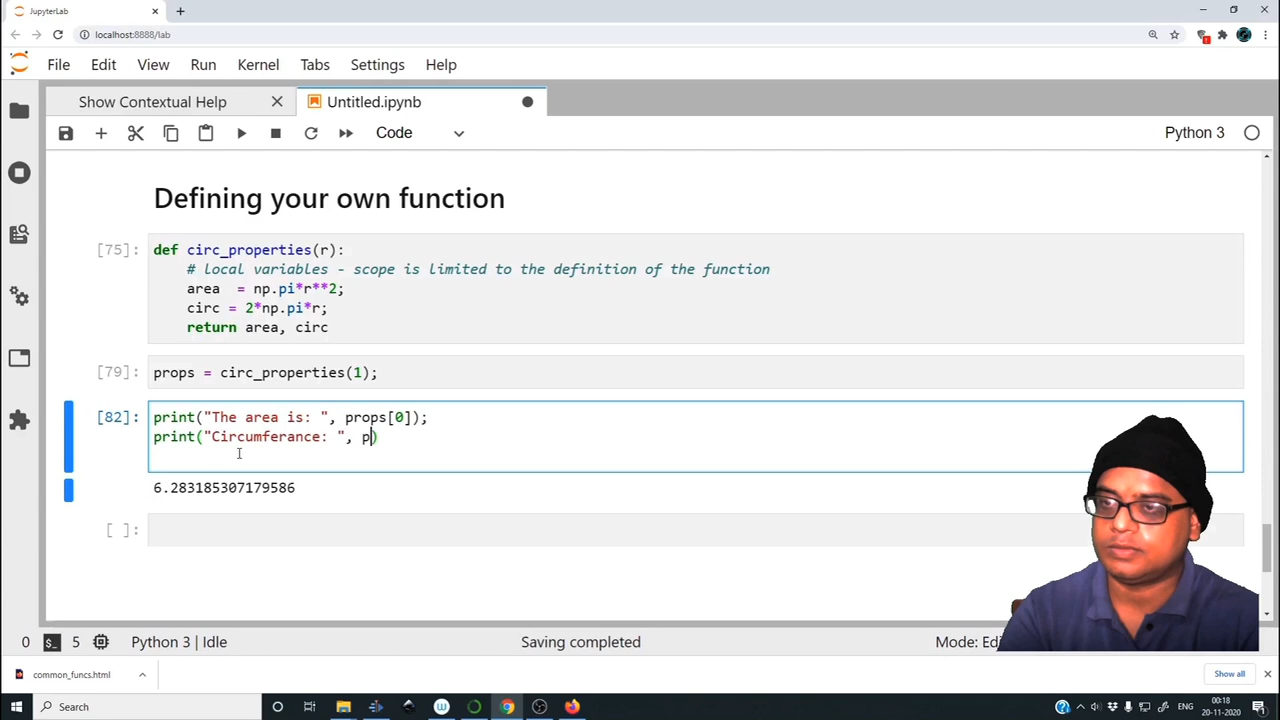 JupyterLab
localhost:8888/lab
File Edit View Run Kernel Tabs Settings Help
Show Contextual Help
Untitled.ipynb
Code
Python 3
Defining your own function
[75]:
def circ_properties(r):
# local variables - scope is limited to the definition of the function
area  = np.pi*r**2;
circ = 2*np.pi*r;
return area, circ
[79]:
props = circ_properties(1);
[82]:
print("The area is: ", props[0]);
print("Circumferance: ", p)
6.283185307179586
[ ]:
0
5
Python 3 | Idle
Saving completed
Mode:
common_funcs.html
Show all
Search
ENG
00:18
20-11-2020